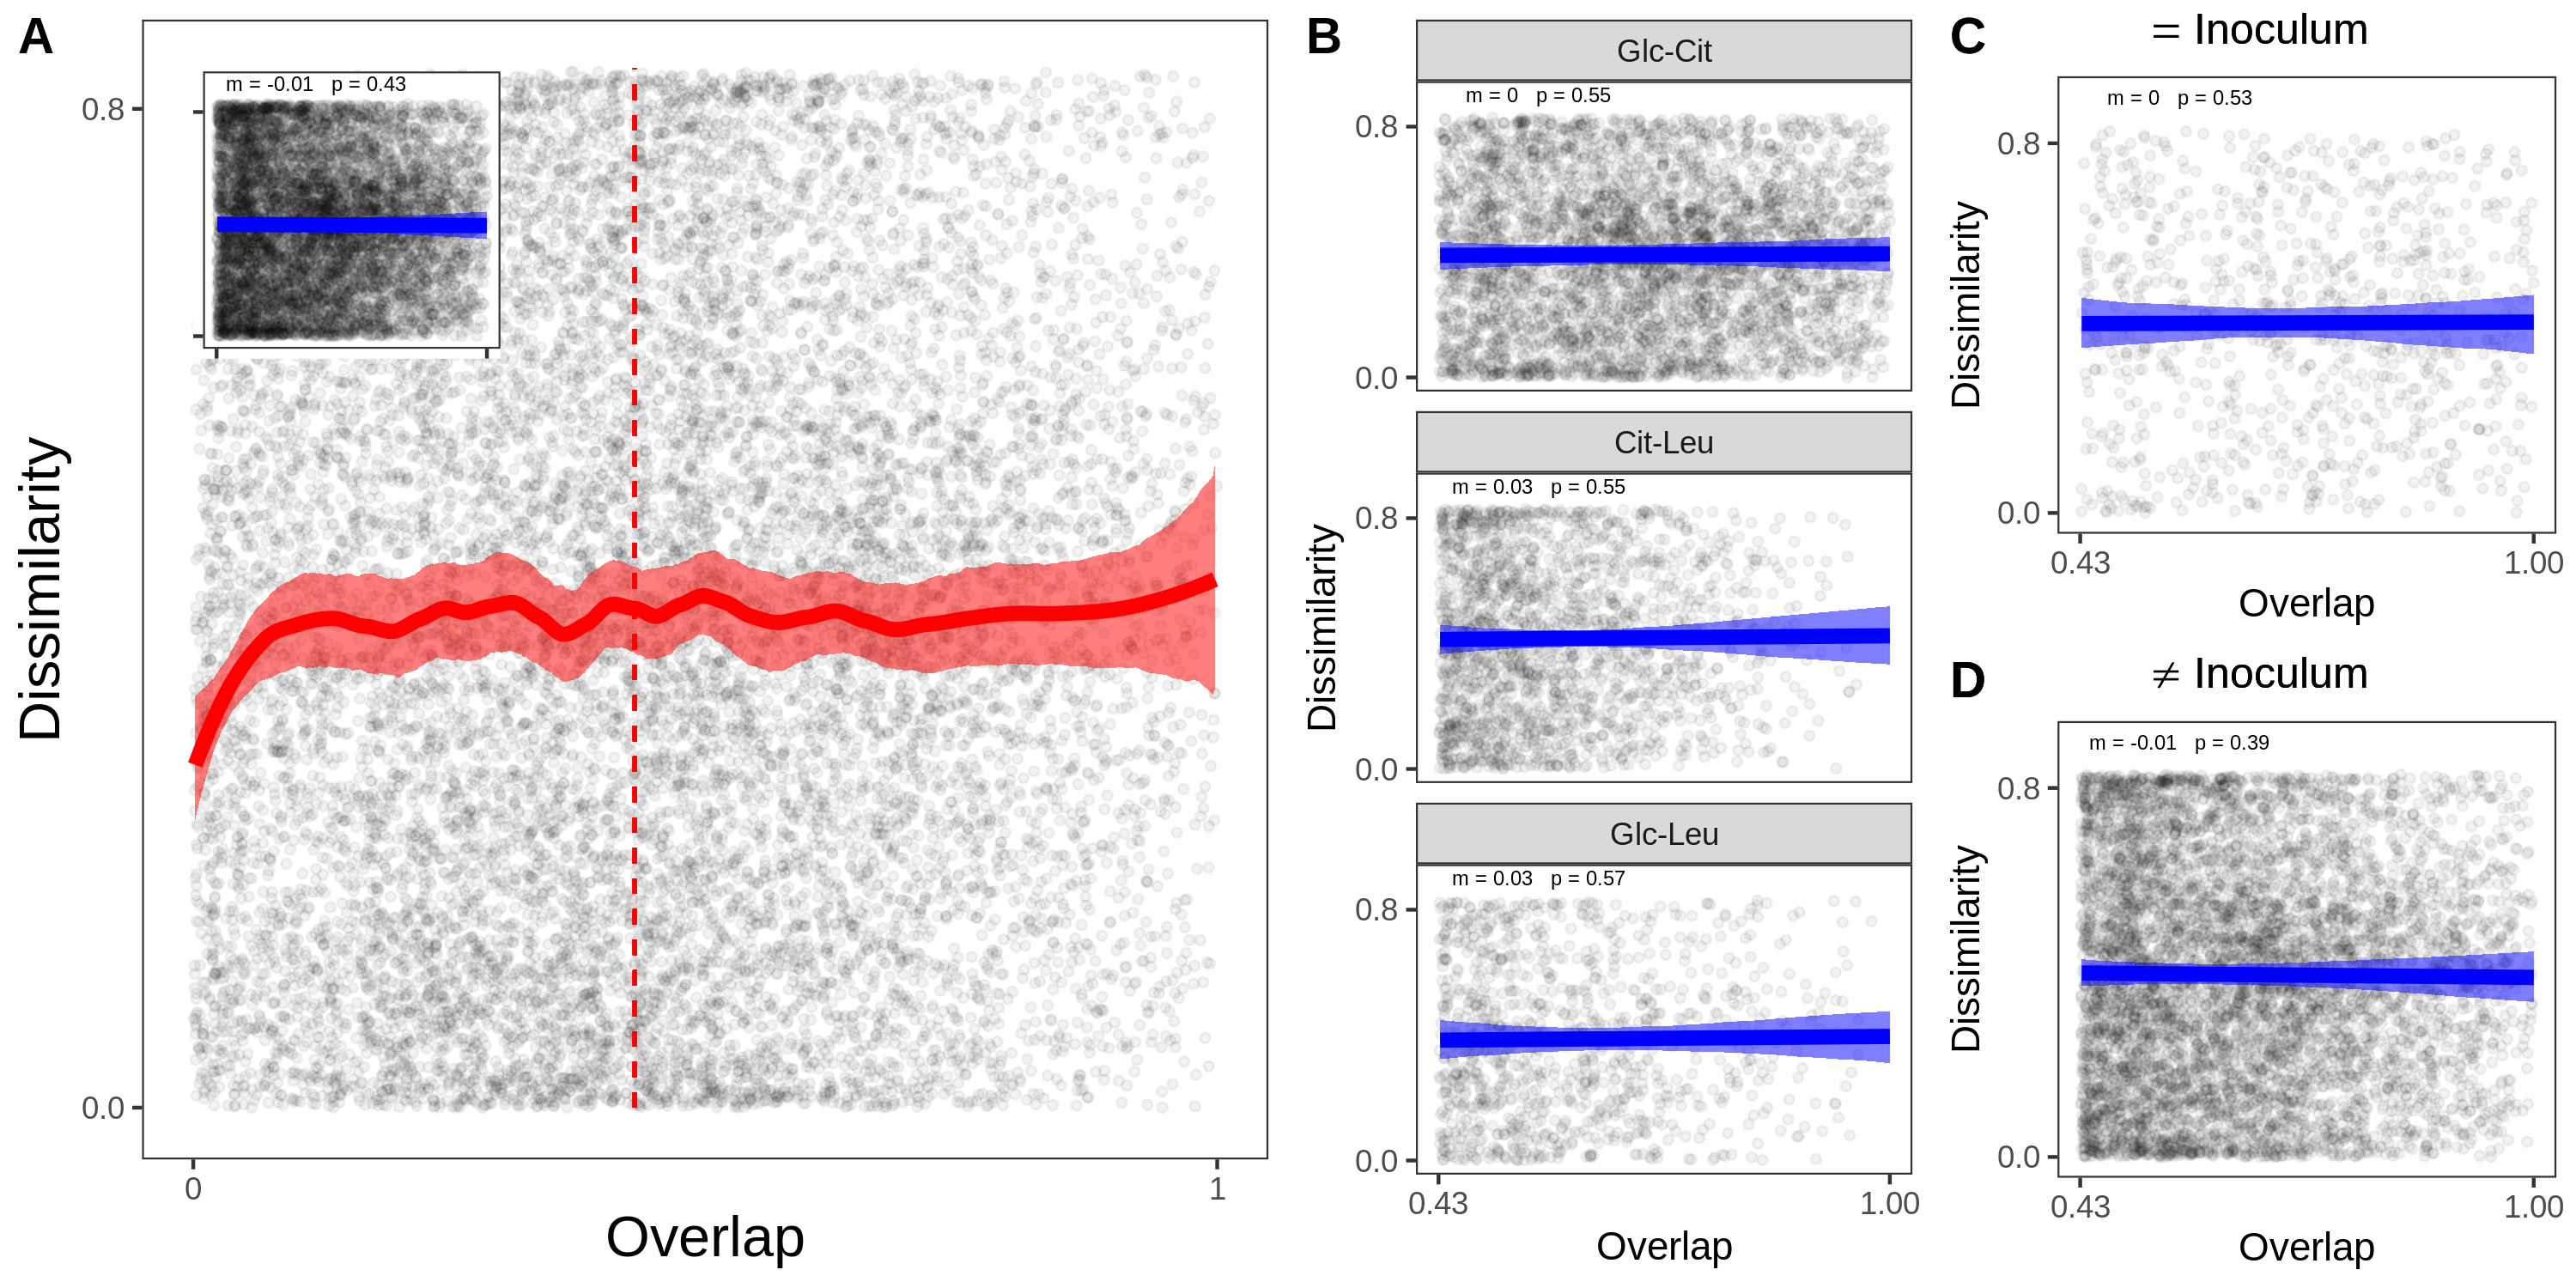 A
m = -0.01 p = 0.43
0.8
0.0
Dissimilarity
0
1
Overlap
B
Glc-Cit
m = 0 p = 0.55
0.8
0.0
Cit-Leu
m = 0.03 p = 0.55
0.8
0.0
Dissimilarity
Glc-Leu
m = 0.03 p = 0.57
0.8
0.0
0.43
1.00
Overlap
C
= Inoculum
m = 0 p = 0.53
0.8
0.0
Dissimilarity
0.43
1.00
Overlap
D
≠ Inoculum
m = -0.01 p = 0.39
0.8
0.0
Dissimilarity
0.43
1.00
Overlap